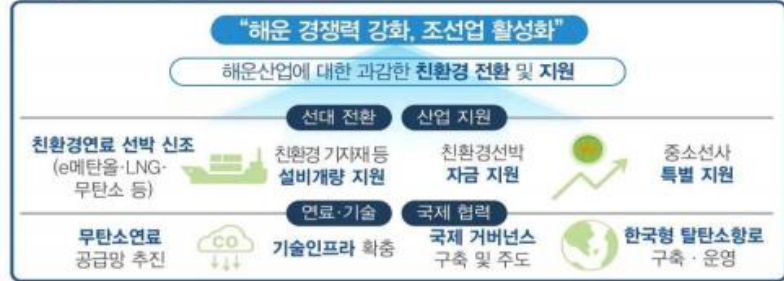 “해운 경쟁력 강화, 조선업 활성화”
해운산업에 대한 과감한 친환경 전환 및 지원
선대 전환
친환경연료 선박 신조
(e메탄올·LNG·
무탄소 등)
친환경 기자재 등
설비개량 지원
산업 지원
친환경선박
자금 지원
중소선사
특별 지원
연료·기술
무탄소연료
공급망 추진
CO
기술인프라 확충
국제 협력
국제 거버넌스
구축 및 주도
한국형 탈탄소항로
구축·운영